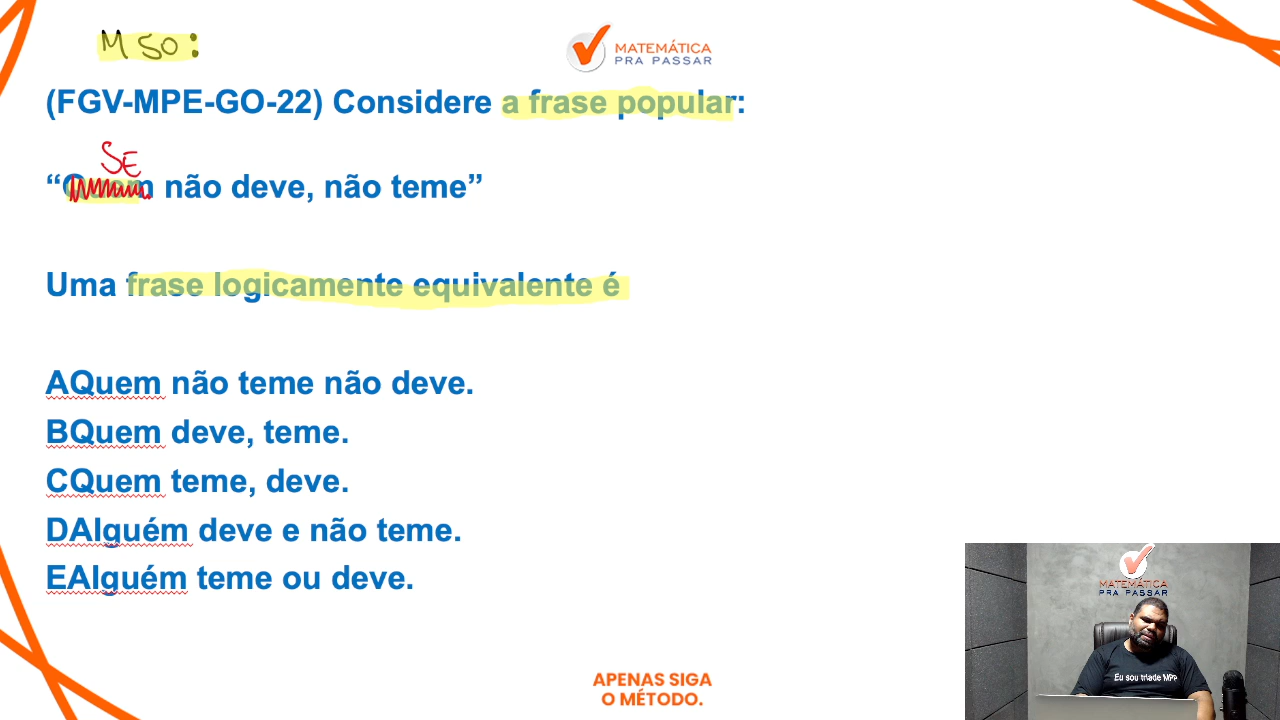 M SO:
MATEMÁTICA
PRA PASSAR
(FGV-MPE-GO-22) Considere a frase popular:
SE
“Quem não deve, não teme”
Uma frase logicamente equivalente é
AQuem não teme não deve.
BQuem deve, teme.
CQuem teme, deve.
DAlguém deve e não teme.
EAlguém teme ou deve.
MATEMÁTICA
PRA PASSAR
Eu sou tríade MPP
APENAS SIGA
O MÉTODO.